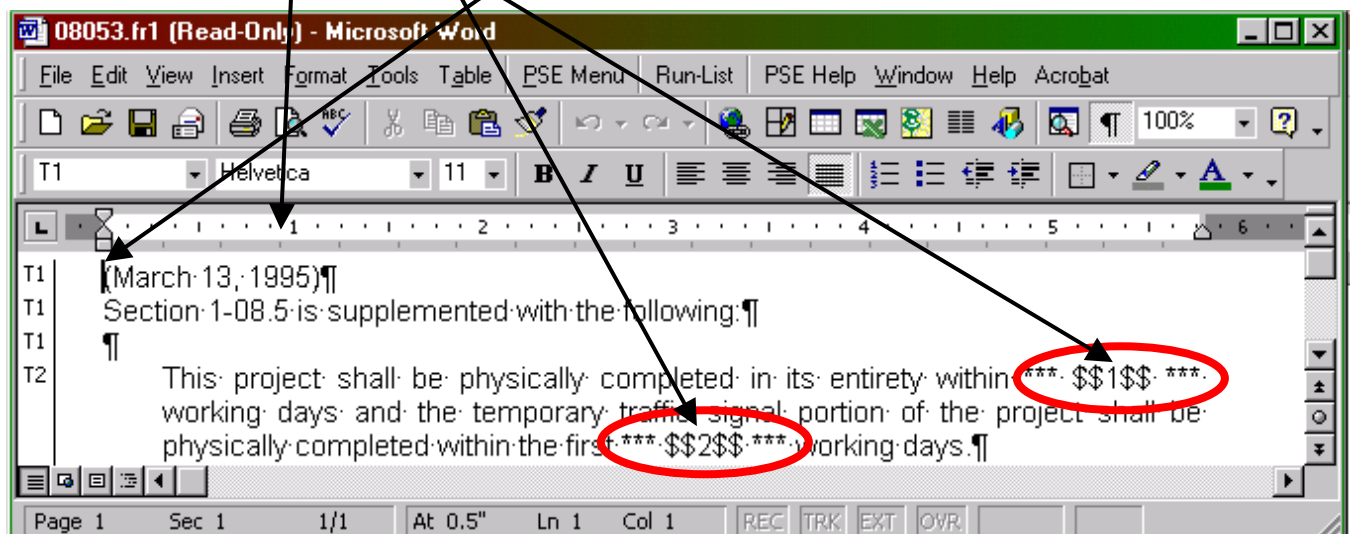 08053.fr1 (Read-Only) - Microsoft Word
File Edit View Insert Format Tools Table PSE Menu Run-List PSE Help Window Help Acrobat
ABC 100%
T1 Helvetica 11 B I U A
L 1 2 3 4 5 6
T1 (March 13, 1995)¶
T1 Section 1-08.5 is supplemented with the following:¶
T1 ¶
T2 This project shall be physically completed in its entirety within *** $$1$$ ***
working days and the temporary traffic signal portion of the project shall be
physically completed within the first *** $$2$$ *** working days.¶
Page 1 Sec 1 1/1 At 0.5" Ln 1 Col 1 REC TRK EXT OVR